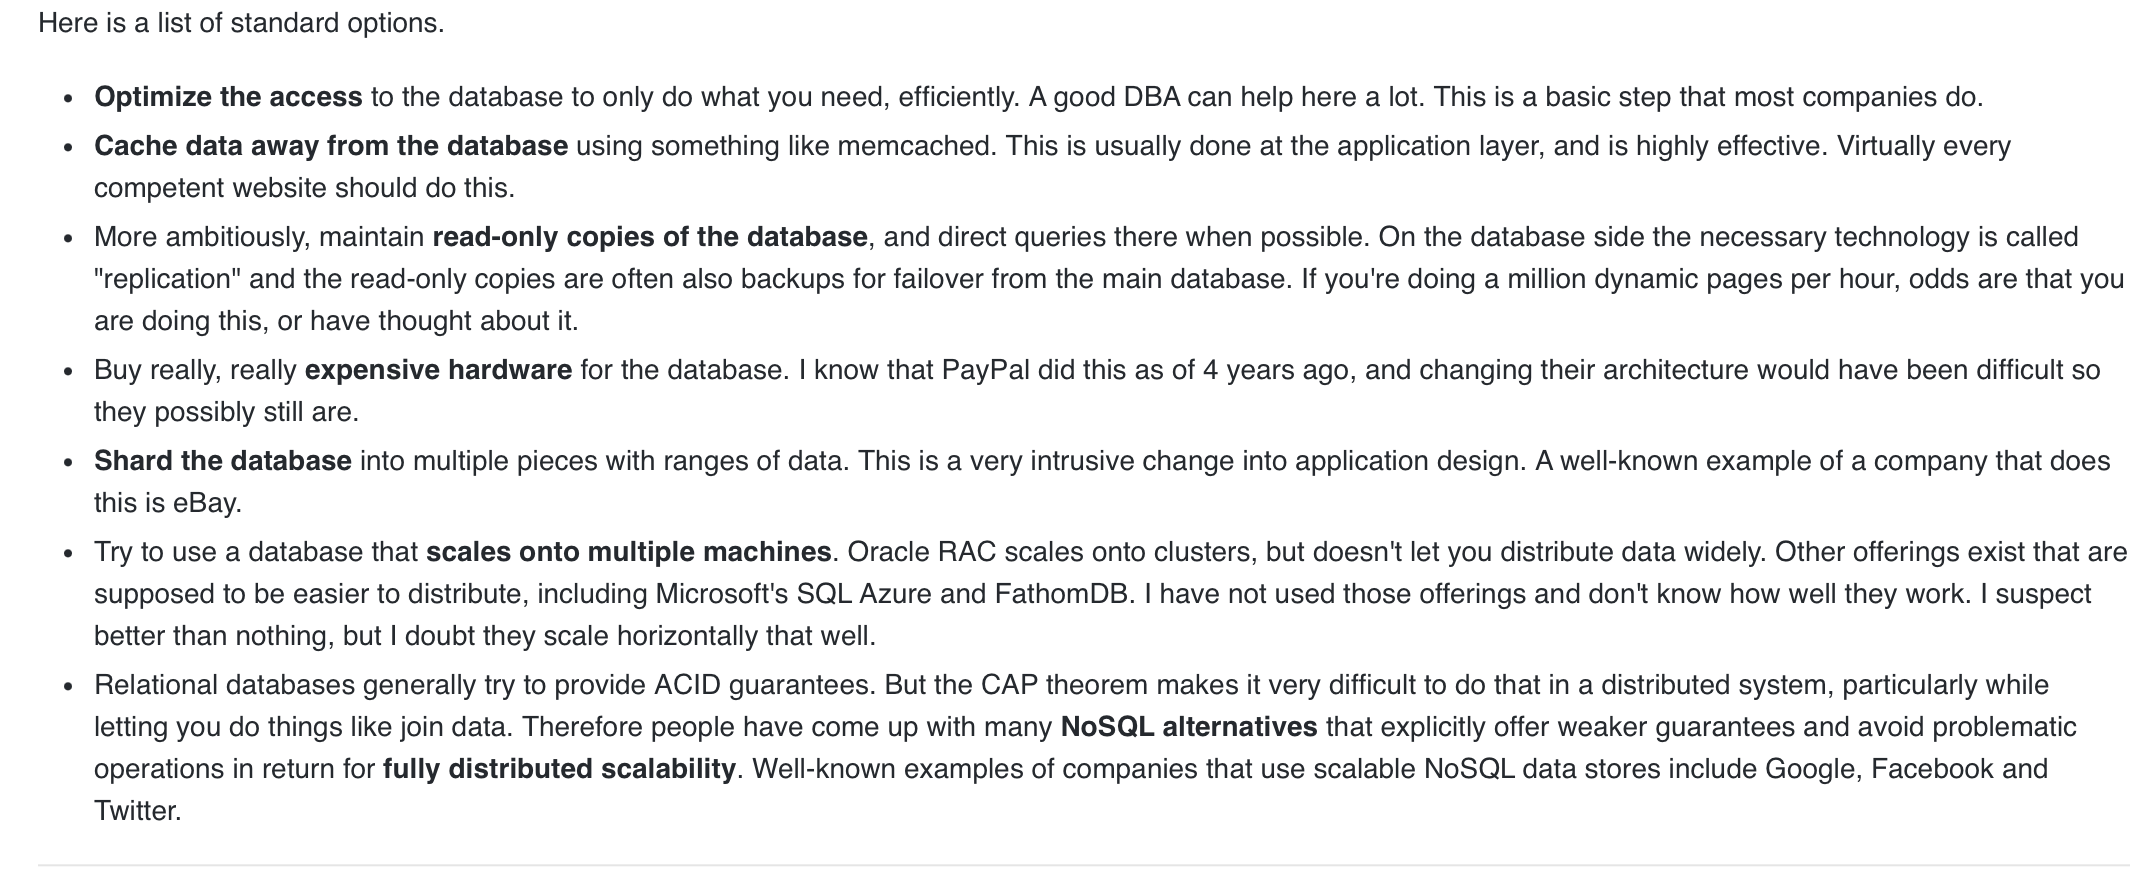 Here is a list of standard options.
• Optimize the access to the database to only do what you need, efficiently. A good DBA can help here a lot. This is a basic step that most companies do.
• Cache data away from the database using something like memcached. This is usually done at the application layer, and is highly effective. Virtually every
competent website should do this.
• More ambitiously, maintain read-only copies of the database, and direct queries there when possible. On the database side the necessary technology is called
"replication" and the read-only copies are often also backups for failover from the main database. If you're doing a million dynamic pages per hour, odds are that you
are doing this, or have thought about it.
• Buy really, really expensive hardware for the database. I know that PayPal did this as of 4 years ago, and changing their architecture would have been difficult so
they possibly still are.
• Shard the database into multiple pieces with ranges of data. This is a very intrusive change into application design. A well-known example of a company that does
this is eBay.
• Try to use a database that scales onto multiple machines. Oracle RAC scales onto clusters, but doesn't let you distribute data widely. Other offerings exist that are
supposed to be easier to distribute, including Microsoft's SQL Azure and FathomDB. I have not used those offerings and don't know how well they work. I suspect
better than nothing, but I doubt they scale horizontally that well.
• Relational databases generally try to provide ACID guarantees. But the CAP theorem makes it very difficult to do that in a distributed system, particularly while
letting you do things like join data. Therefore people have come up with many NoSQL alternatives that explicitly offer weaker guarantees and avoid problematic
operations in return for fully distributed scalability. Well-known examples of companies that use scalable NoSQL data stores include Google, Facebook and
Twitter.